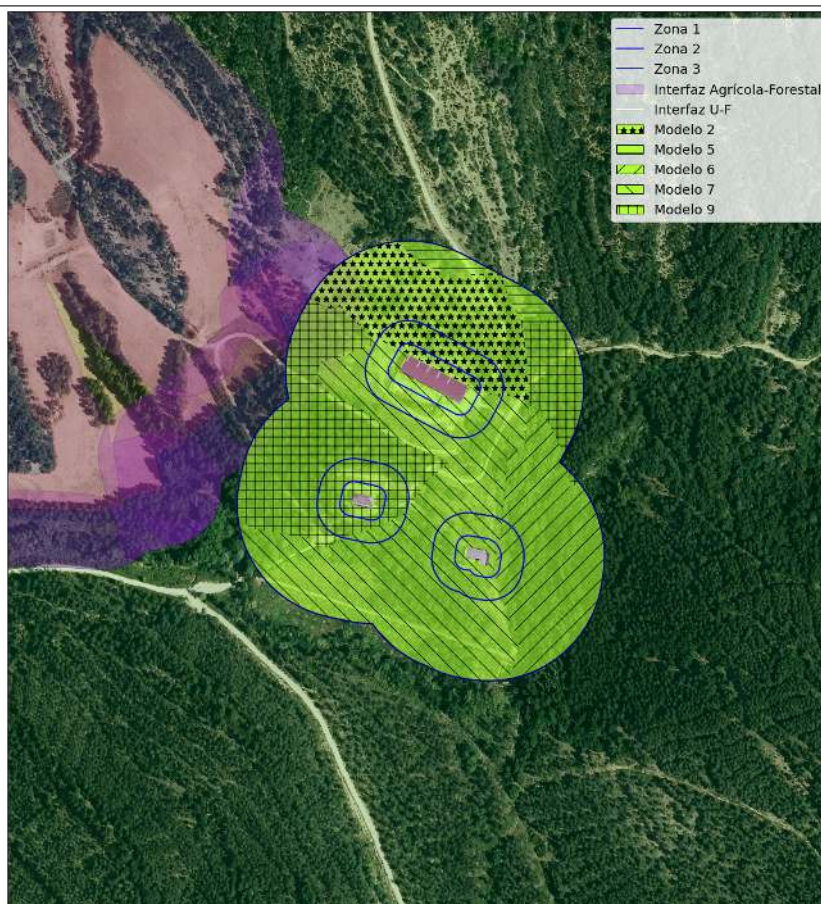 Zona 1
Zona 2
Zona 3
Interfaz Agrícola-Forestal
Interfaz U-F
Modelo 2
Modelo 5
Modelo 6
Modelo 7
Modelo 9